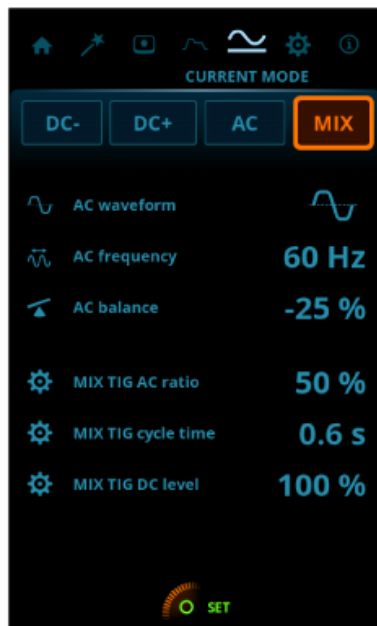 CURRENT MODE
DC- DC+ AC MIX
AC waveform
AC frequency 60 Hz
AC balance -25 %
MIX TIG AC ratio 50 %
MIX TIG cycle time 0.6 s
MIX TIG DC level 100 %
SET